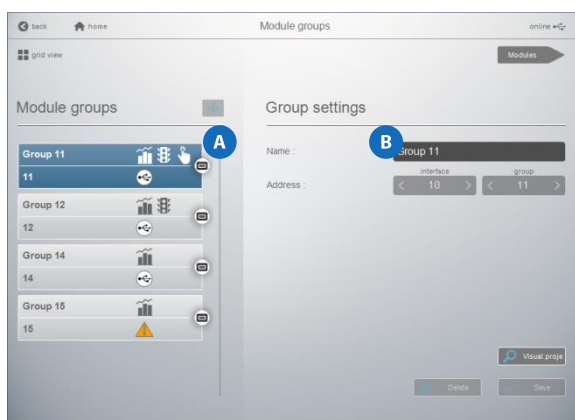 back home Module groups online
grid view Modules
Module groups
Group settings
A
B
Group 11
11
Group 12
12
Group 14
14
Group 15
15
Name : Group 11
interface group
Address : < 10 > < 11 >
Visual.proje
Delete Save